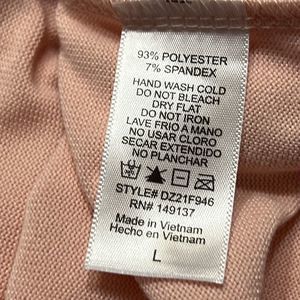 93% POLYESTER
7% SPANDEX
HAND WASH COLD
DO NOT BLEACH
DRY FLAT
DO NOT IRON
LAVE FRIO A MANO
NO USAR CLORO
SECAR EXTENDIDO
NO PLANCHAR
STYLE# DZ21F946
RN# 149137
Made in Vietnam
Hecho en Vietnam
L